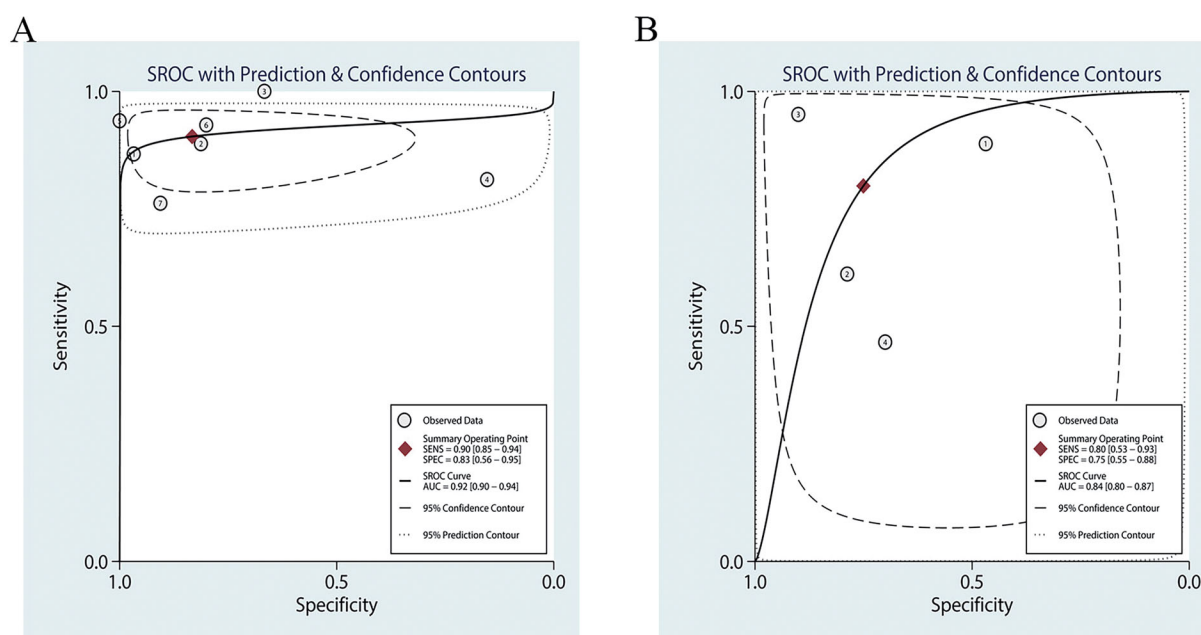 A
SROC with Prediction & Confidence Contours
1.0
0.5
0.0
Sensitivity
3
5
6
2
1
7
4
Observed Data
Summary Operating Point
SENS = 0.90 [0.85 – 0.94]
SPEC = 0.83 [0.56 – 0.95]
SROC Curve
AUC = 0.92 [0.90 – 0.94]
95% Confidence Contour
95% Prediction Contour
1.0 0.5 0.0
Specificity
B
SROC with Prediction & Confidence Contours
1.0
0.5
0.0
Sensitivity
3
1
2
4
Observed Data
Summary Operating Point
SENS = 0.80 [0.53 – 0.93]
SPEC = 0.75 [0.55 – 0.88]
SROC Curve
AUC = 0.84 [0.80 – 0.87]
95% Confidence Contour
95% Prediction Contour
1.0 0.5 0.0
Specificity